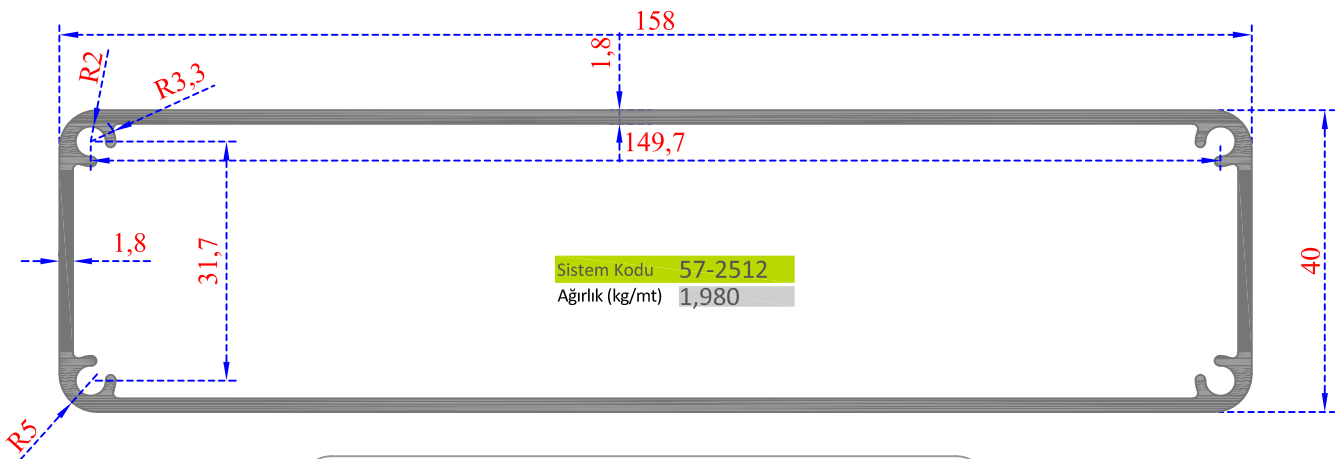 158
1,8
R2
R3,3
149,7
1,8
31,7
40
Sistem Kodu 57-2512
Ağırlık (kg/mt) 1,980
R5